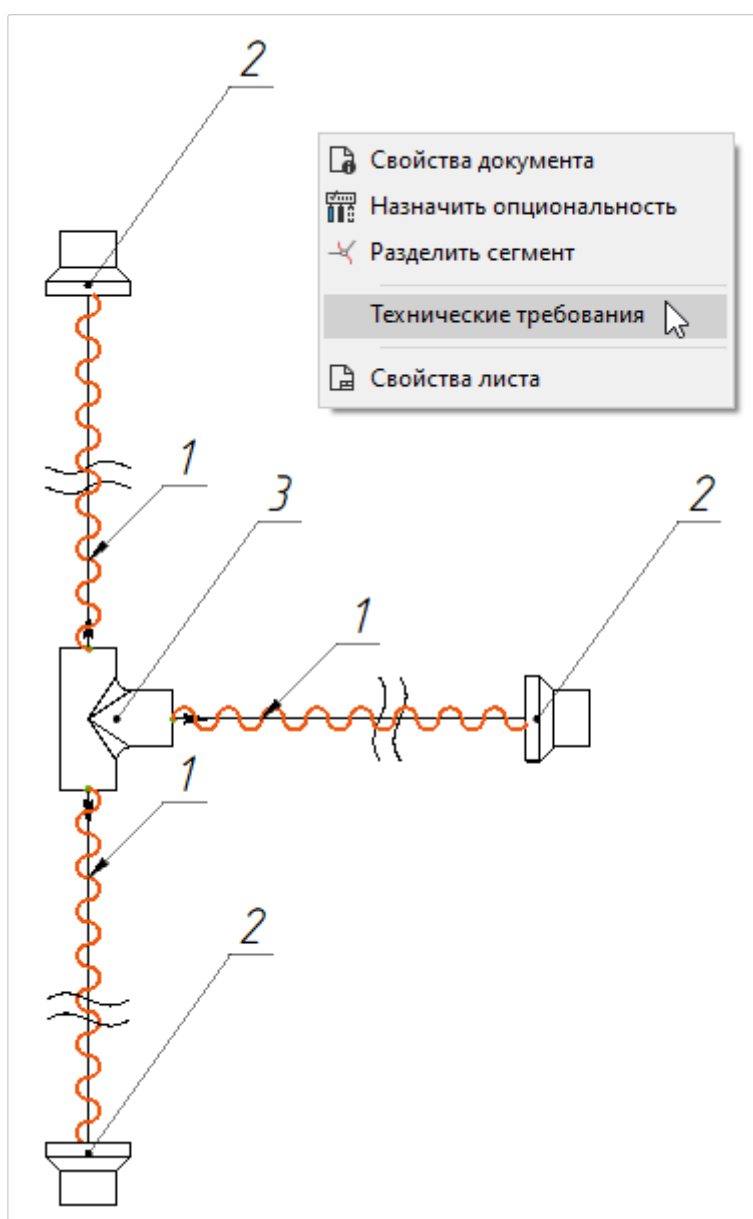 2
Свойства документа
Назначить опциональность
Разделить сегмент
Технические требования
Свойства листа
1
3
2
1
1
2